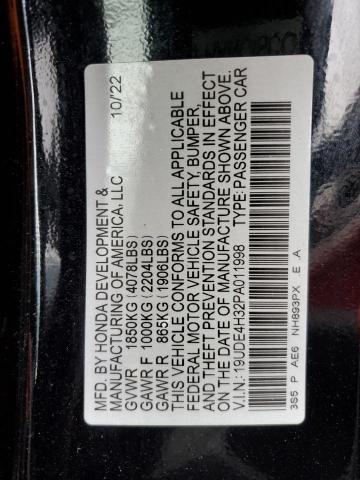 MFD. BY HONDA DEVELOPMENT & 10/'22
MANUFACTURING OF AMERICA, LLC
GVWR 1850KG(4078LBS)
GAWR F 1000KG(2204LBS)
GAWR R 865KG(1906LBS)
THIS VEHICLE CONFORMS TO ALL APPLICABLE
FEDERAL MOTOR VEHICLE SAFETY, BUMPER,
AND THEFT PREVENTION STANDARDS IN EFFECT
ON THE DATE OF MANUFACTURE SHOWN ABOVE.
V.I.N:19UDE4H32PA011998 TYPE:PASSENGER CAR
3S5 P AE6 NH893PX .E .A